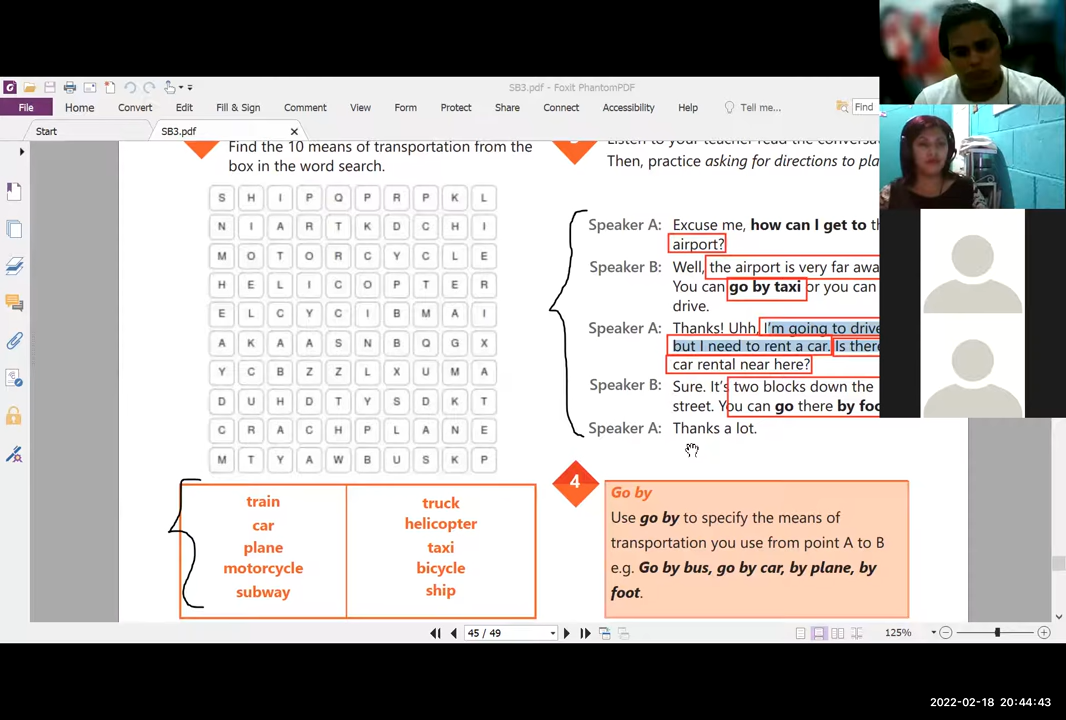 SB3.pdf - Foxit PhantomPDF
File Home Convert Edit Fill & Sign Comment View Form Protect Share Connect Accessibility Help Tell me... Find
Start SB3.pdf
Find the 10 means of transportation from the
box in the word search.
S H I P Q P R P K L
N I A R T K D C H I
M O T O R C Y C L E
H E L I C O P T E R
E L C Y C I B M A I
A K A A S N B Q G X
Y C B Z Z L X U M A
D U H D T Y S D K T
C R A C H P L A N E
M T Y A W B U S K P
train
car
plane
motorcycle
subway
truck
helicopter
taxi
bicycle
ship
Listen to your teacher read the conversa
Then, practice asking for directions to pla
Speaker A: Excuse me, how can I get to th
airport?
Speaker B: Well, the airport is very far awa
You can go by taxi or you can
drive.
Speaker A: Thanks! Uhh, I'm going to drive
but I need to rent a car. Is there
car rental near here?
Speaker B: Sure. It's two blocks down the
street. You can go there by foo
Speaker A: Thanks a lot.
4
Go by
Use go by to specify the means of
transportation you use from point A to B
e.g. Go by bus, go by car, by plane, by
foot.
45 / 49
125%
2022-02-18 20:44:43